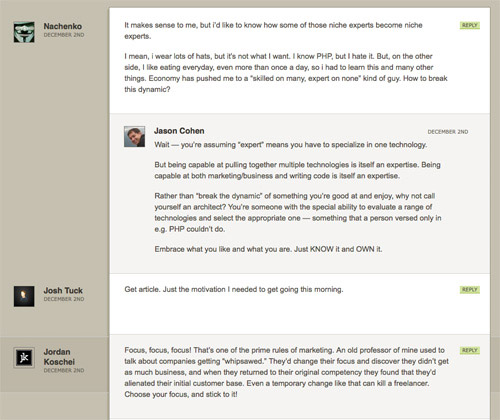 Nachenko
DECEMBER 2ND
It makes sense to me, but i'd like to know how some of those niche experts become niche
experts.
REPLY
I mean, i wear lots of hats, but it's not what I want. I know PHP, but I hate it. But, on the other
side, I like eating everyday, even more than once a day, so i had to learn this and many other
things. Economy has pushed me to a "skilled on many, expert on none" kind of guy. How to break
this dynamic?
Jason Cohen
DECEMBER 2ND
Wait — you're assuming "expert" means you have to specialize in one technology.
But being capable at pulling together multiple technologies is itself an expertise. Being
capable at both marketing/business and writing code is itself an expertise.
Rather than "break the dynamic" of something you're good at and enjoy, why not call
yourself an architect? You're someone with the special ability to evaluate a range of
technologies and select the appropriate one — something that a person versed only in
e.g. PHP couldn't do.
Embrace what you like and what you are. Just KNOW it and OWN it.
Josh Tuck
DECEMBER 2ND
Get article. Just the motivation I needed to get going this morning.
REPLY
Jordan
Koschei
DECEMBER 2ND
Focus, focus, focus! That's one of the prime rules of marketing. An old professor of mine used to
talk about companies getting "whipsawed." They'd change their focus and discover they didn't get
as much business, and when they returned to their original competency they found that they'd
alienated their initial customer base. Even a temporary change like that can kill a freelancer.
Choose your focus, and stick to it!
REPLY